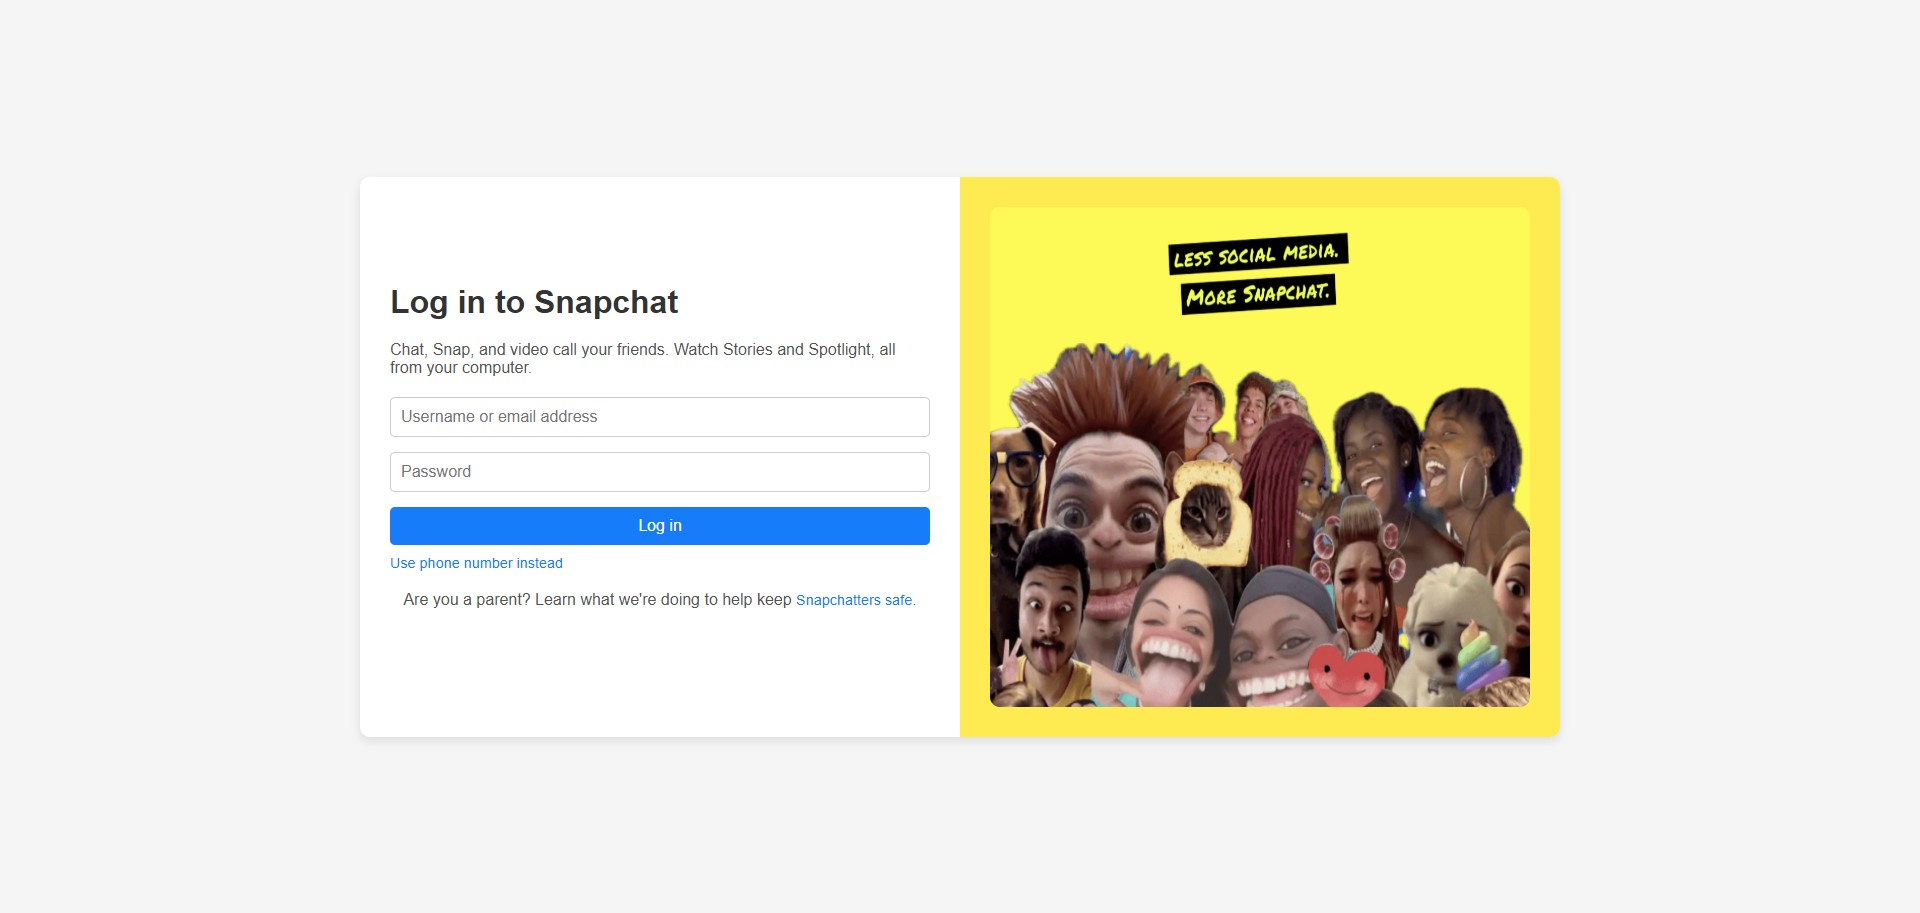 Log in to Snapchat
Chat, Snap, and video call your friends. Watch Stories and Spotlight, all
from your computer.
Username or email address
Password
Log in
Use phone number instead
Are you a parent? Learn what we're doing to help keep Snapchatters safe.
LESS SOCIAL MEDIA.
MORE SNAPCHAT.